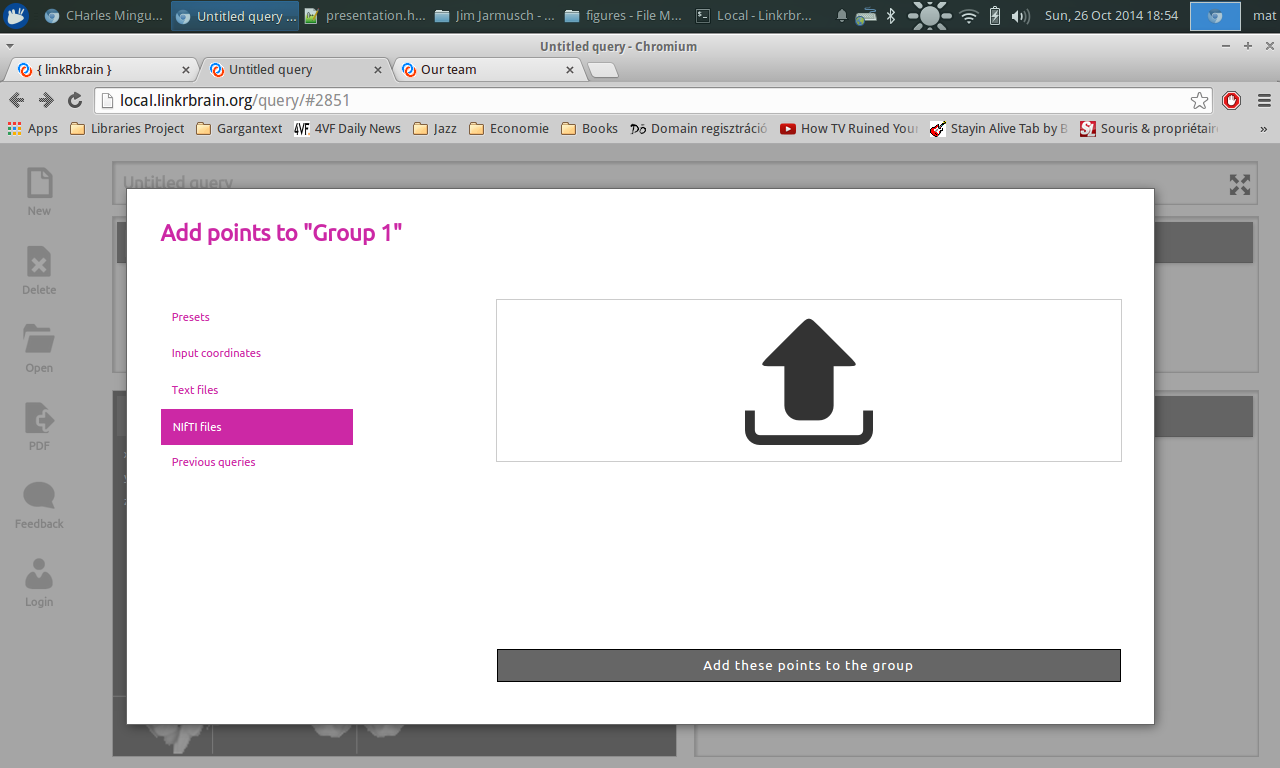 CHarles Mingu... Untitled query ... presentation.h... Jim Jarmusch - ... figures - File M... Local - Linkrbr... Sun, 26 Oct 2014 18:54 mat
Untitled query - Chromium
{ linkRbrain } Untitled query Our team
local.linkrbrain.org/query/#2851
Apps Libraries Project Gargantext 4VF 4VF Daily News Jazz Economie Books Domain regisztráció How TV Ruined Your Stayin Alive Tab by B Souris & propriétaire »
Untitled query
New
Delete
Open
PDF
Feedback
Login
Add points to "Group 1"
Presets
Input coordinates
Text files
NIfTI files
Previous queries
Add these points to the group